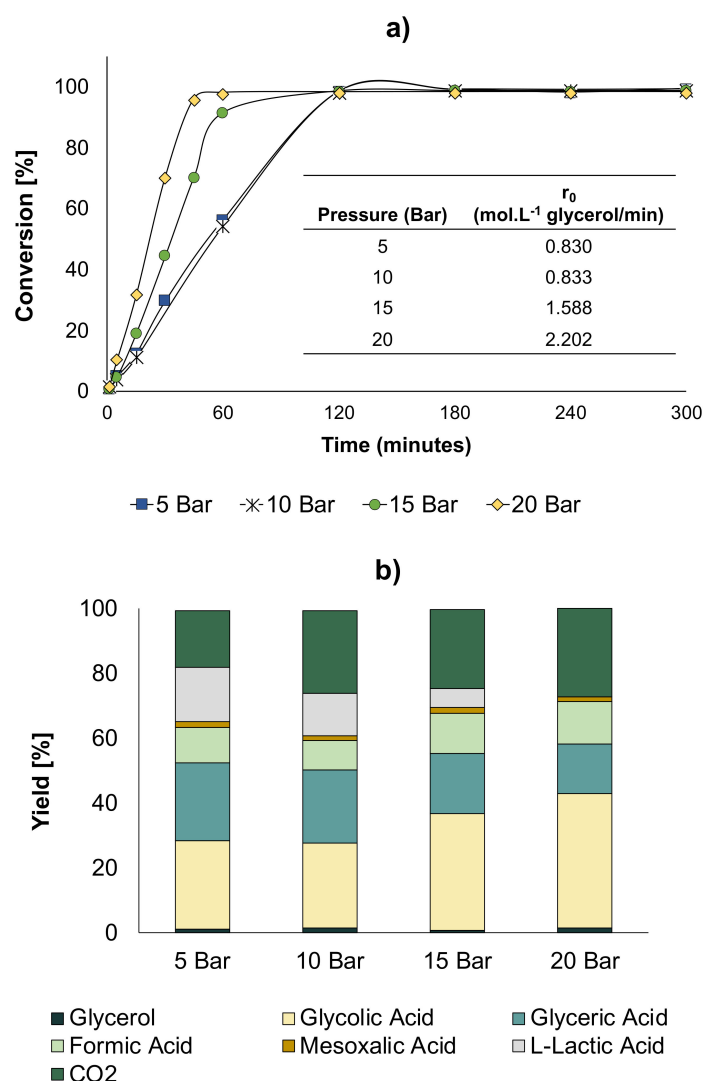 a)
Conversion [%]
100
80
60
40
20
0
r0
Pressure (Bar) (mol.L-1 glycerol/min)
5 0.830
10 0.833
15 1.588
20 2.202
0 60 120 180 240 300
Time (minutes)
5 Bar 10 Bar 15 Bar 20 Bar
b)
Yield [%]
100
80
60
40
20
0
5 Bar 10 Bar 15 Bar 20 Bar
Glycerol Glycolic Acid Glyceric Acid
Formic Acid Mesoxalic Acid L-Lactic Acid
CO2